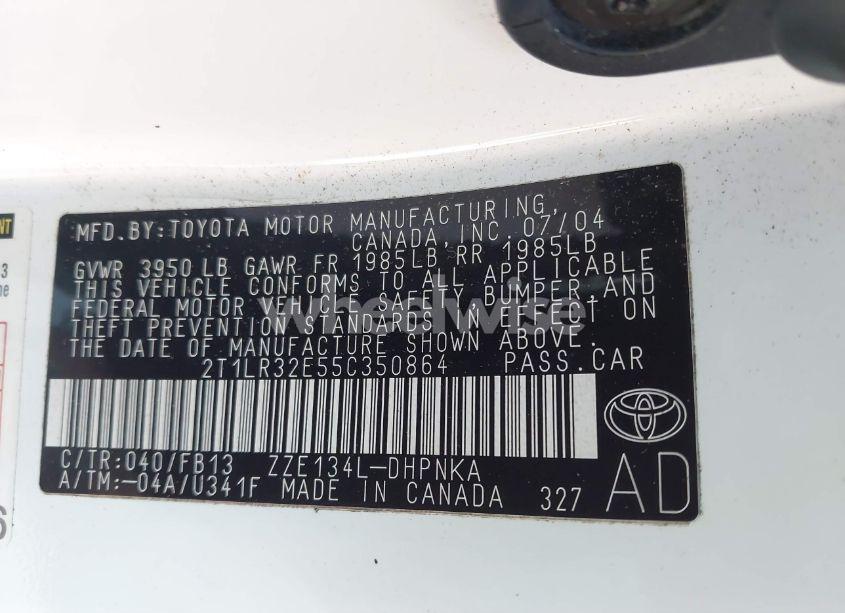 MFD.BY:TOYOTA MOTOR MANUFACTURING,
CANADA,INC. 07/04
GVWR 3950 LB GAWR FR 1985LB RR 1985LB
THIS VEHICLE CONFORMS TO ALL APPLICABLE
FEDERAL MOTOR VEHICLE SAFETY, BUMPER AND
THEFT PREVENTION STANDARDS IN EFFECT ON
THE DATE OF MANUFACTURE SHOWN ABOVE.
2T1LR32E55C350864 PASS.CAR
C/TR:040/FB13 ZZE134L-DHPNKA
A/TM:-04A/U341F MADE IN CANADA 327
AD
wheelwise